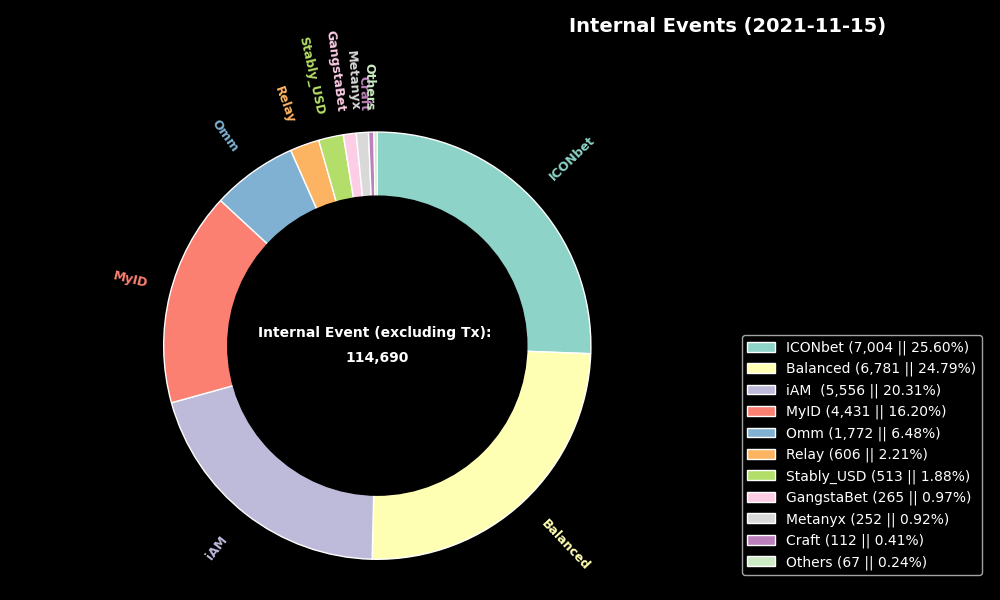 Internal Events (2021-11-15)
Others
Craft
Metanyx
GangstaBet
Stably_USD
Relay
Omm
ICONbet
MyID
Internal Event (excluding Tx):
114,690
iAM
Balanced
ICONbet (7,004 || 25.60%)
Balanced (6,781 || 24.79%)
iAM  (5,556 || 20.31%)
MyID (4,431 || 16.20%)
Omm (1,772 || 6.48%)
Relay (606 || 2.21%)
Stably_USD (513 || 1.88%)
GangstaBet (265 || 0.97%)
Metanyx (252 || 0.92%)
Craft (112 || 0.41%)
Others (67 || 0.24%)